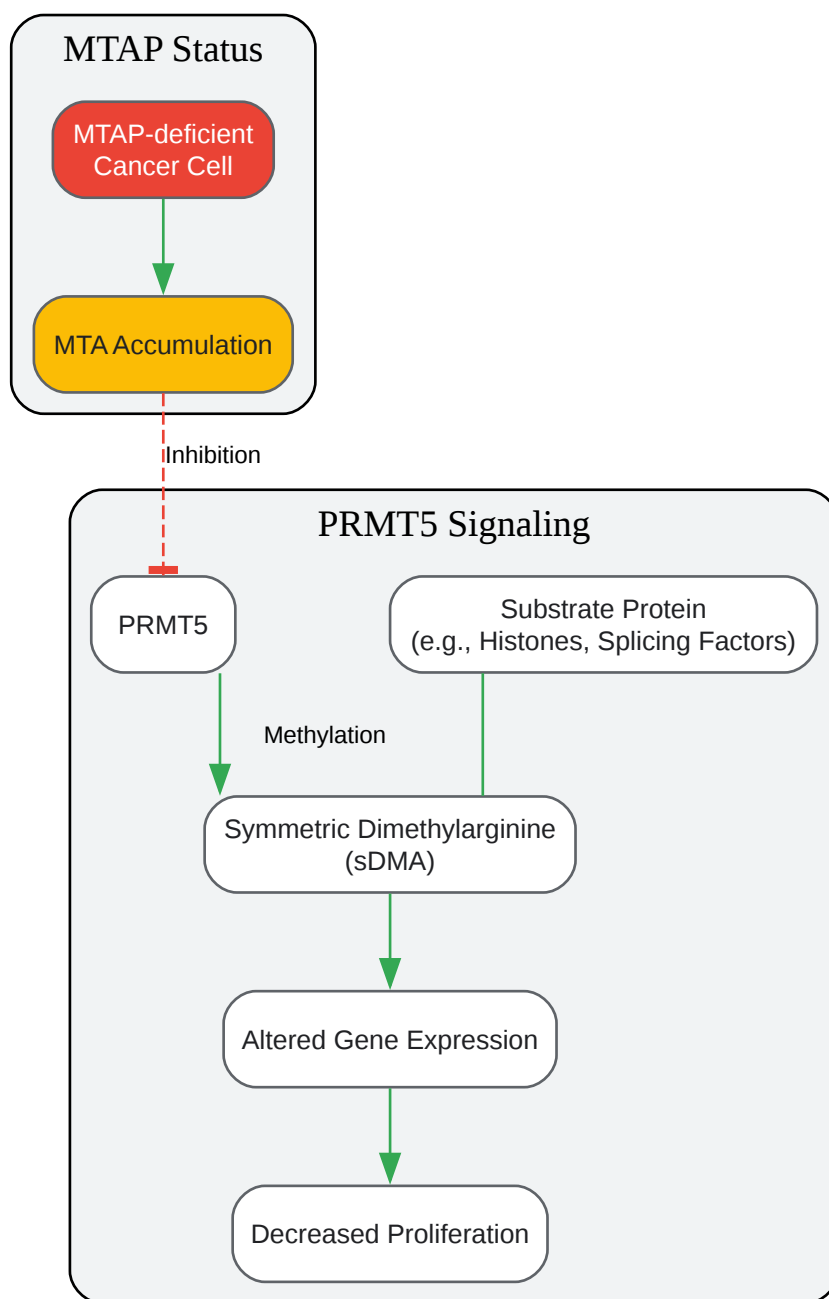 MTAP Status
MTAP-deficient
Cancer Cell
MTA Accumulation
Inhibition
PRMT5 Signaling
PRMT5
Substrate Protein
(e.g., Histones, Splicing Factors)
Methylation
Symmetric Dimethylarginine
(sDMA)
Altered Gene Expression
Decreased Proliferation